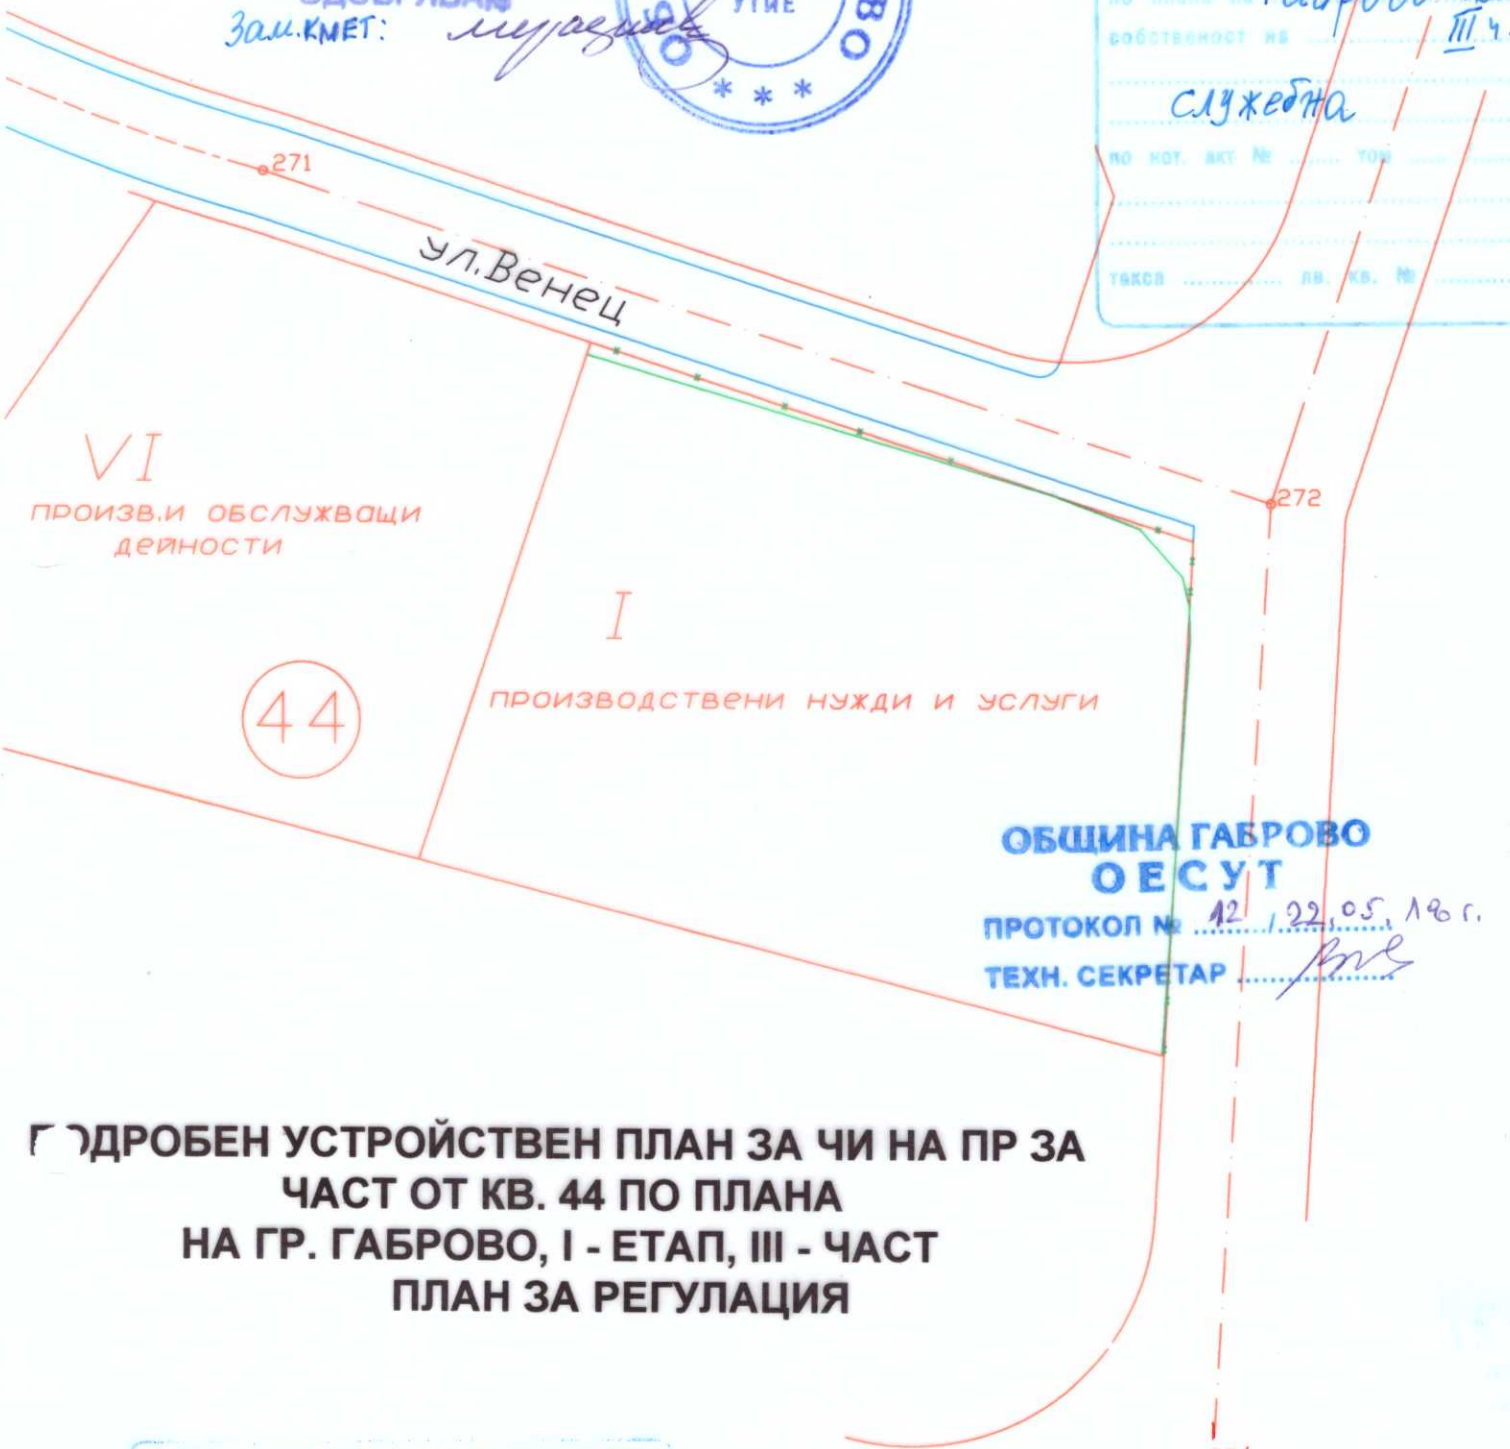 Зам.КМЕТ:
собственост на
III ч.
служебна
по нот. акт № ........ том ........
такса ............ лв. кв. № ........
* * *
271
ул.Венец
272
VI
ПРОИЗВ.И ОБСЛУЖВАЩИ
ДЕЙНОСТИ
I
ПРОИЗВОДСТВЕНИ НУЖДИ И УСЛУГИ
44
ОБЩИНА ГАБРОВО
ОЕСУТ
ПРОТОКОЛ № 12 / 22.05.
ТЕХН. СЕКРЕТАР
ПОДРОБЕН УСТРОЙСТВЕН ПЛАН ЗА ЧИ НА ПР ЗА
ЧАСТ ОТ КВ. 44 ПО ПЛАНА
НА ГР. ГАБРОВО, I - ЕТАП, III - ЧАСТ
ПЛАН ЗА РЕГУЛАЦИЯ